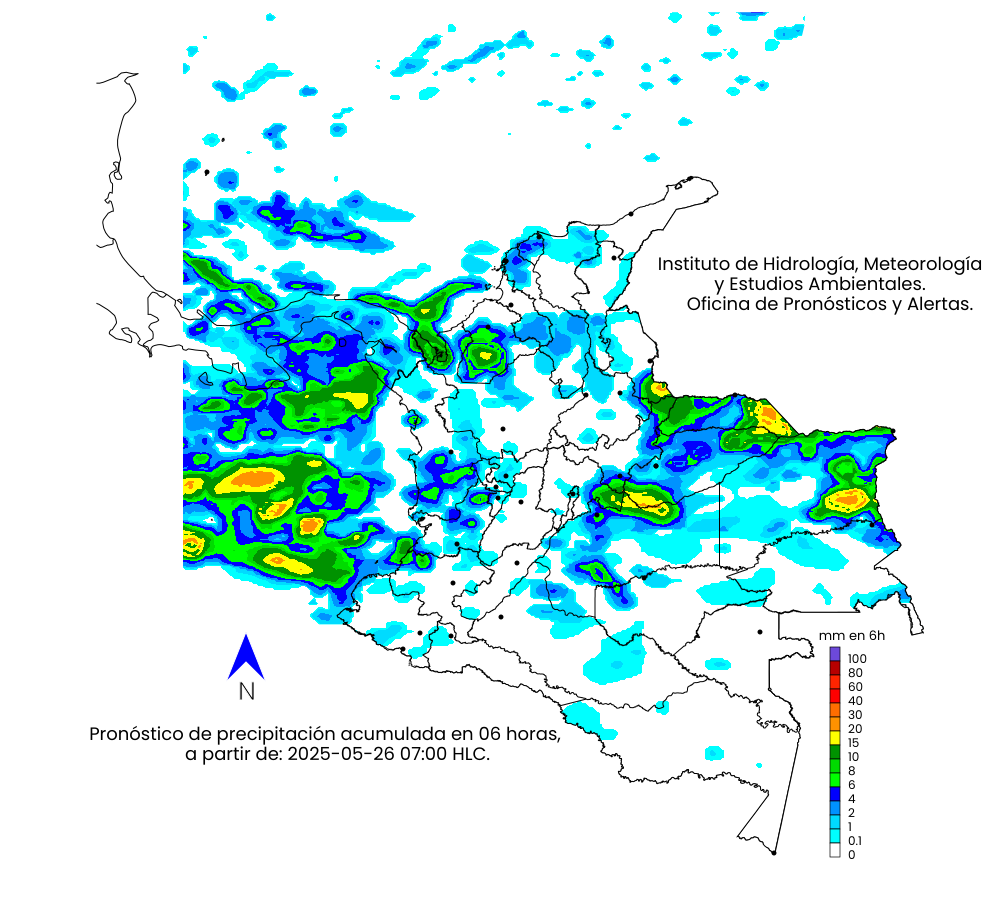 Instituto de Hidrología, Meteorología
y Estudios Ambientales.
Oficina de Pronósticos y Alertas.
mm en 6h
100
80
60
40
30
20
15
10
8
6
4
2
1
0.1
0
N
Pronóstico de precipitación acumulada en 06 horas,
a partir de: 2025-05-26 07:00 HLC.